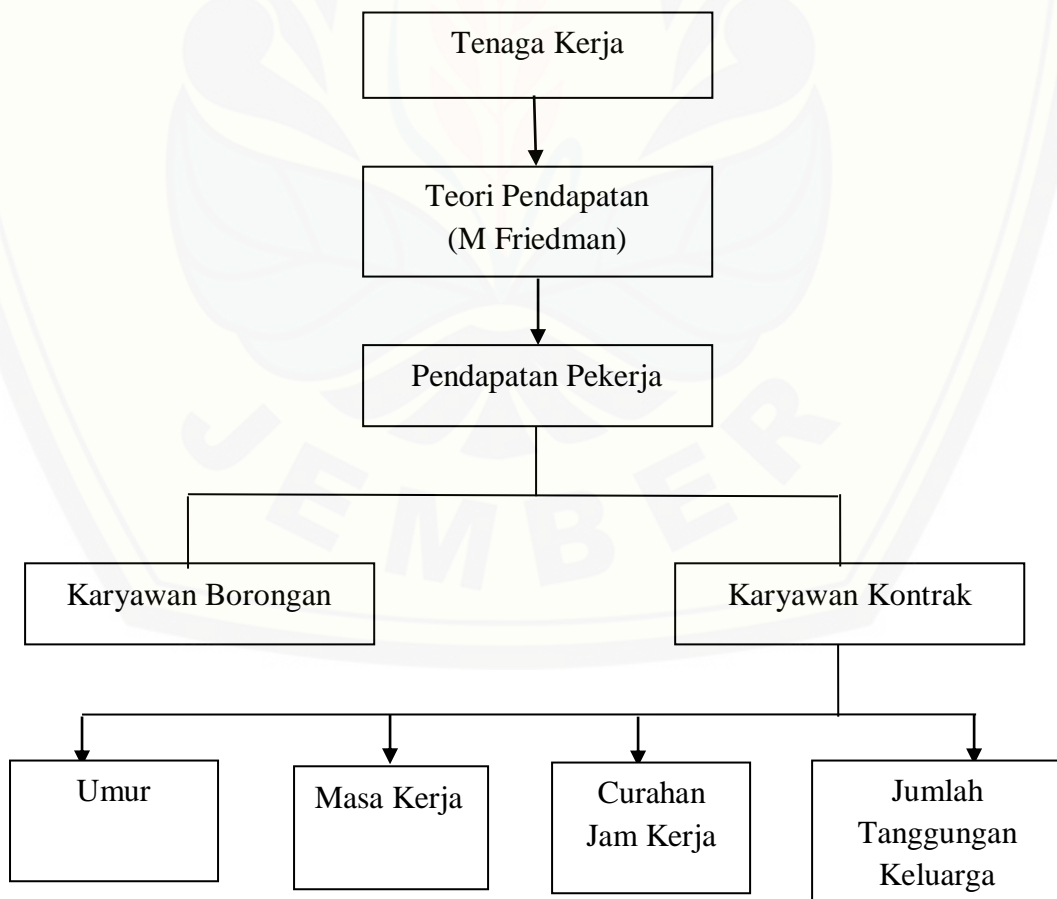 Tenaga Kerja
Teori Pendapatan
(M Friedman)
Pendapatan Pekerja
JEMBER
Karyawan Borongan
Karyawan Kontrak
Umur
Masa Kerja
Curahan
Jam Kerja
Jumlah
Tanggungan
Keluarga